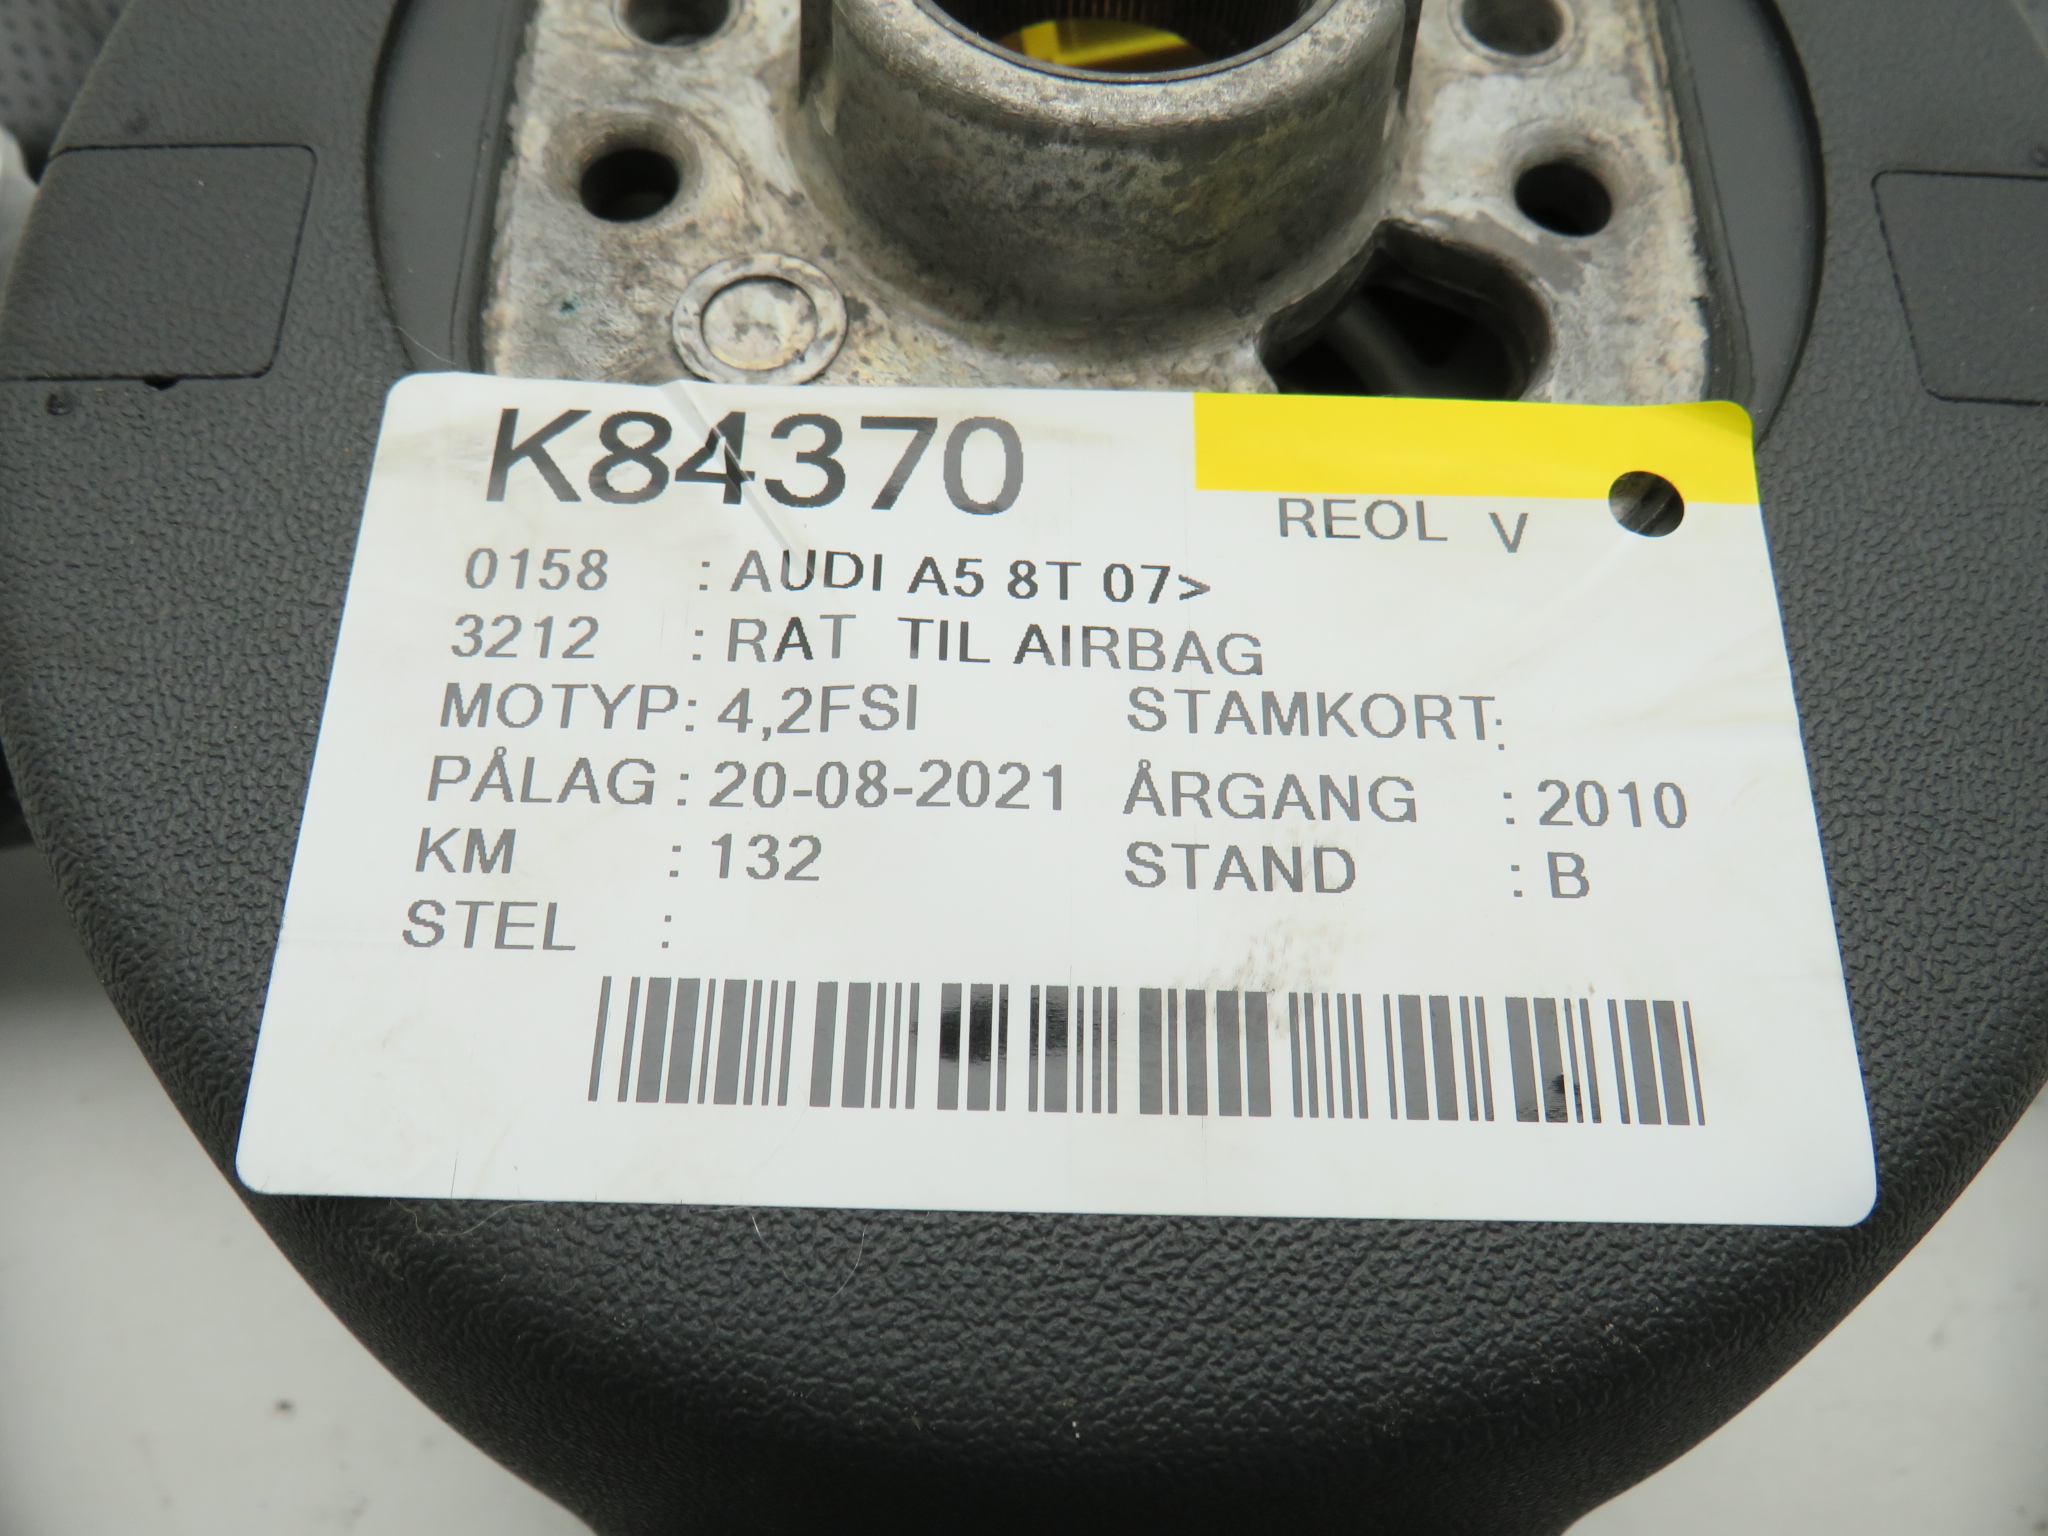 K84370
REOL V
0158 : AUDI A5 8T 07>
3212 : RAT TIL AIRBAG
MOTYP: 4,2FSI STAMKORT:
PÅLAG : 20-08-2021 ÅRGANG : 2010
KM : 132 STAND : B
STEL :